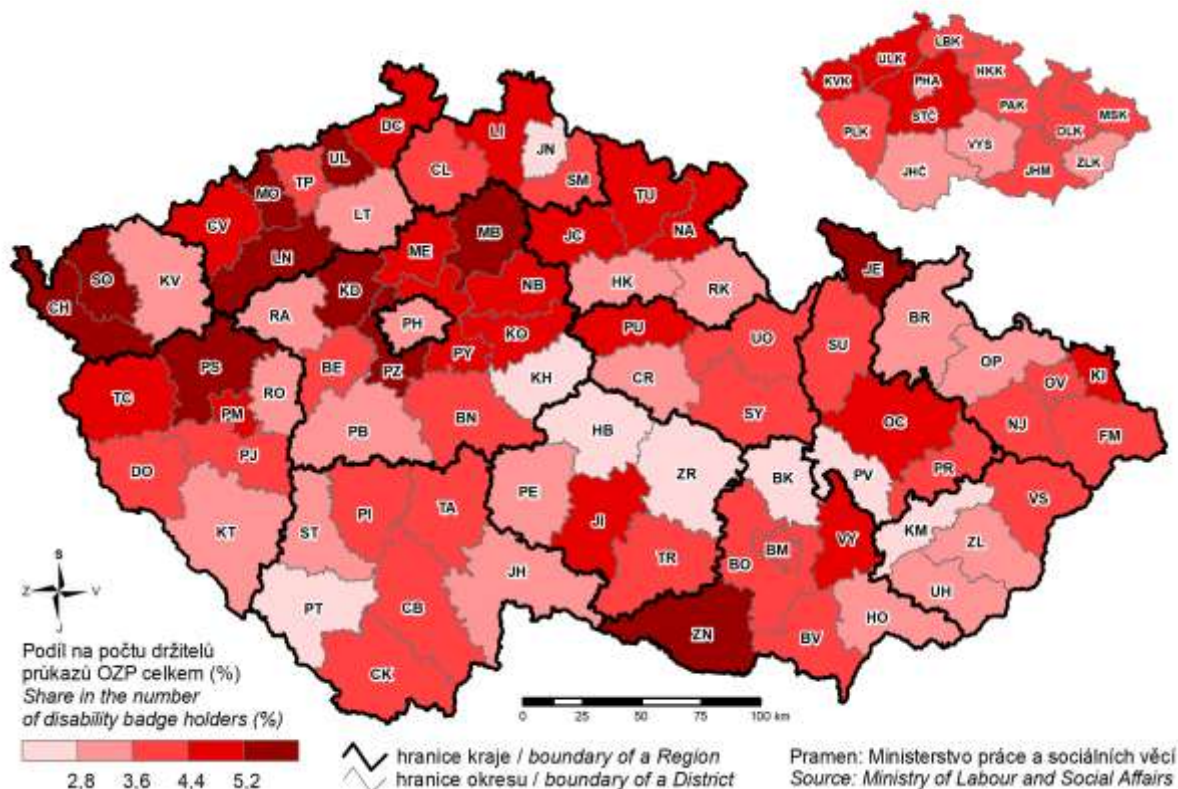 LBK
ULK
HKK
KVK
PHA
PAK
STČ
MSK
PLK
OLK
VYS
ZLK
JHČ
JHM
DC
LI
JN
UL
CL
SM
TP
MO
TU
LT
CV
MB
JC
NA
ME
LN
JE
SO
KV
NB
HK
RK
KD
CH
RA
PH
BR
KO
PU
UO
SU
PY
OP
PS
BE
PZ
KH
CR
KI
RO
OV
TC
PM
OC
SY
NJ
BN
PB
HB
FM
PJ
DO
ZR
BK
PV
PR
PE
VS
PI
TA
KM
JI
VY
KT
ST
ZL
BM
TR
BO
JH
UH
PT
CB
HO
ZN
BV
CK
S
Z V
J
Podíl na počtu držitelů
průkazů OZP celkem (%)
Share in the number
of disability badge holders (%)
2,8 3,6 4,4 5,2
0 25 50 75 100 km
hranice kraje / boundary of a Region
hranice okresu / boundary of a District
Pramen: Ministerstvo práce a sociálních věcí
Source: Ministry of Labour and Social Affairs